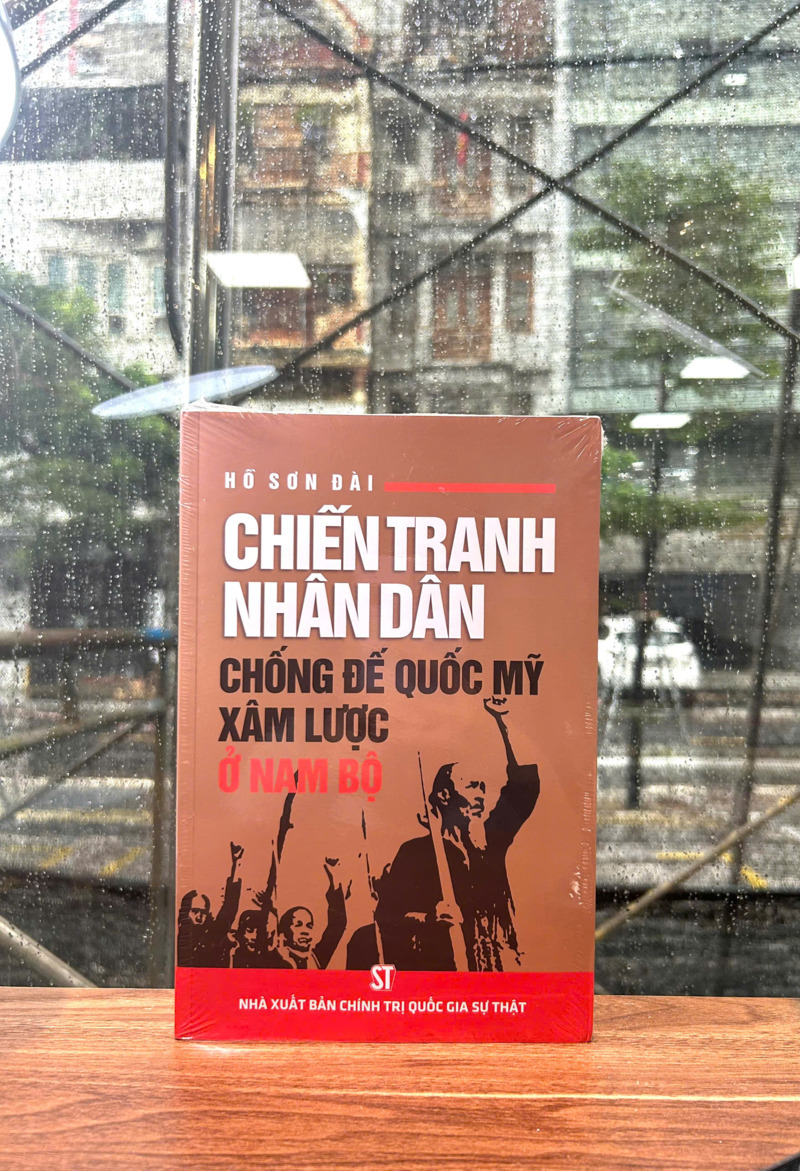 HỒ SƠN ĐÀI
CHIẾN TRANH
NHÂN DÂN
CHỐNG ĐẾ QUỐC MỸ
XÂM LƯỢC
Ở NAM BỘ
ST
NHÀ XUẤT BẢN CHÍNH TRỊ QUỐC GIA SỰ THẬT